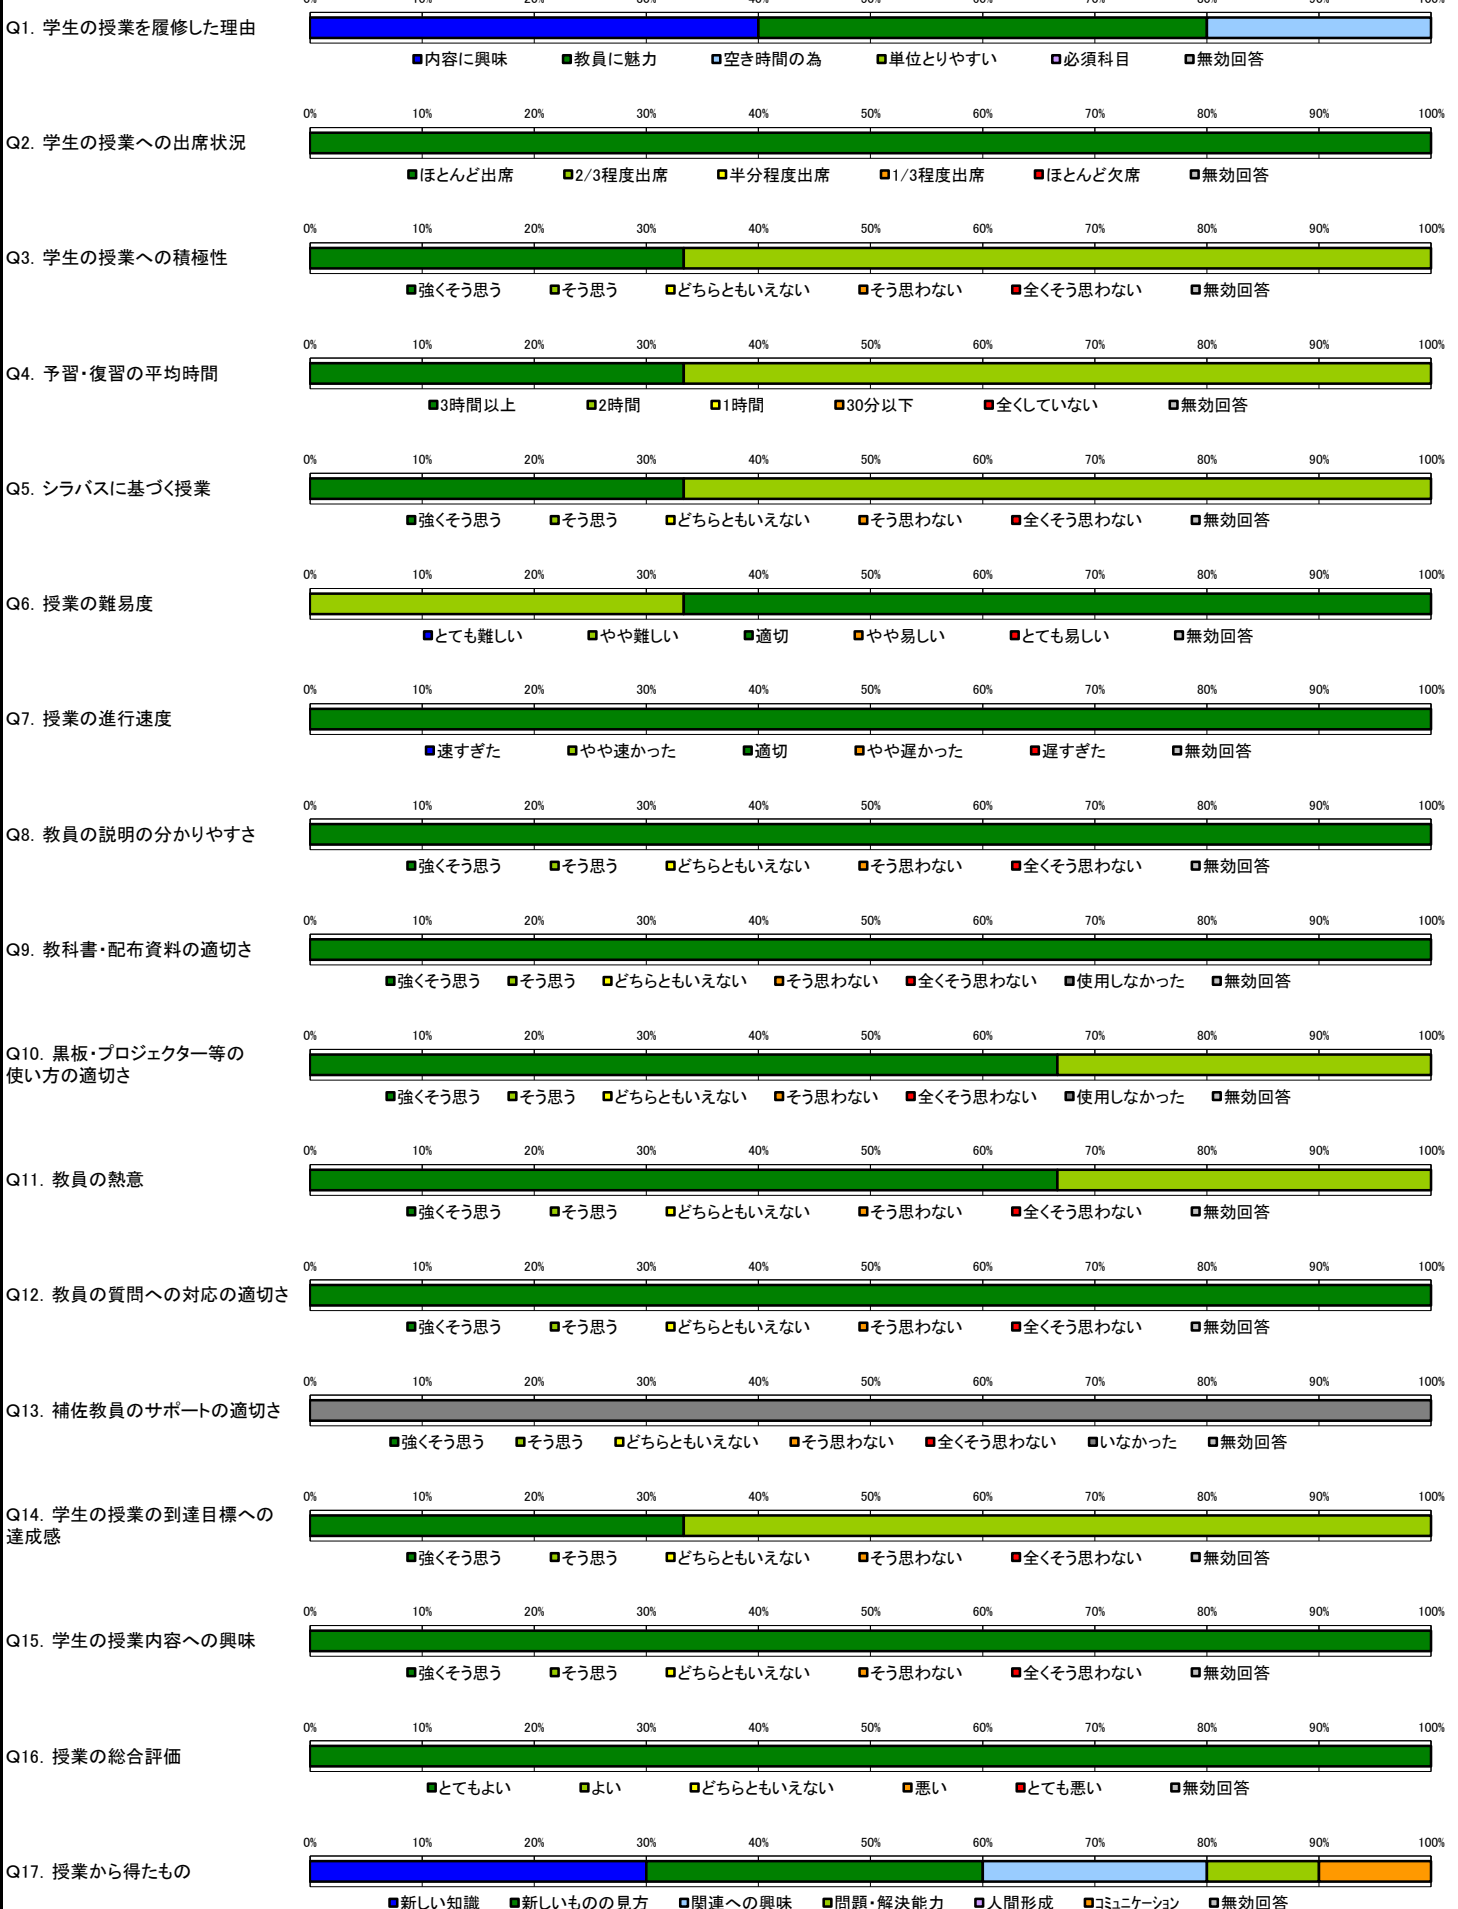 Q1. 学生の授業を履修した理由
■内容に興味 ■教員に魅力 □空き時間の為 ■単位とりやすい ■必須科目 ■無効回答
0% 10% 20% 30% 40% 50% 60% 70% 80% 90% 100%
Q2. 学生の授業への出席状況
■ほとんど出席 ■2/3程度出席 □半分程度出席 ■1/3程度出席 ■ほとんど欠席 ■無効回答
0% 10% 20% 30% 40% 50% 60% 70% 80% 90% 100%
Q3. 学生の授業への積極性
■強くそう思う ■そう思う □どちらともいえない ■そう思わない ■全くそう思わない ■無効回答
0% 10% 20% 30% 40% 50% 60% 70% 80% 90% 100%
Q4. 予習・復習の平均時間
■3時間以上 ■2時間 □1時間 ■30分以下 ■全くしていない ■無効回答
0% 10% 20% 30% 40% 50% 60% 70% 80% 90% 100%
Q5. シラバスに基づく授業
■強くそう思う ■そう思う □どちらともいえない ■そう思わない ■全くそう思わない ■無効回答
0% 10% 20% 30% 40% 50% 60% 70% 80% 90% 100%
Q6. 授業の難易度
■とても難しい ■やや難しい ■適切 ■やや易しい ■とても易しい ■無効回答
0% 10% 20% 30% 40% 50% 60% 70% 80% 90% 100%
Q7. 授業の進行速度
■速すぎた ■やや速かった ■適切 ■やや遅かった ■遅すぎた ■無効回答
0% 10% 20% 30% 40% 50% 60% 70% 80% 90% 100%
Q8. 教員の説明の分かりやすさ
■強くそう思う ■そう思う □どちらともいえない ■そう思わない ■全くそう思わない ■無効回答
0% 10% 20% 30% 40% 50% 60% 70% 80% 90% 100%
Q9. 教科書・配布資料の適切さ
■強くそう思う ■そう思う □どちらともいえない ■そう思わない ■全くそう思わない ■使用しなかった ■無効回答
0% 10% 20% 30% 40% 50% 60% 70% 80% 90% 100%
Q10. 黒板・プロジェクター等の
使い方の適切さ
■強くそう思う ■そう思う □どちらともいえない ■そう思わない ■全くそう思わない ■使用しなかった ■無効回答
0% 10% 20% 30% 40% 50% 60% 70% 80% 90% 100%
Q11. 教員の熱意
■強くそう思う ■そう思う □どちらともいえない ■そう思わない ■全くそう思わない ■無効回答
0% 10% 20% 30% 40% 50% 60% 70% 80% 90% 100%
Q12. 教員の質問への対応の適切さ
■強くそう思う ■そう思う □どちらともいえない ■そう思わない ■全くそう思わない ■無効回答
0% 10% 20% 30% 40% 50% 60% 70% 80% 90% 100%
Q13. 補佐教員のサポートの適切さ
■強くそう思う ■そう思う □どちらともいえない ■そう思わない ■全くそう思わない ■いなかった ■無効回答
0% 10% 20% 30% 40% 50% 60% 70% 80% 90% 100%
Q14. 学生の授業の到達目標への
達成感
■強くそう思う ■そう思う □どちらともいえない ■そう思わない ■全くそう思わない ■無効回答
0% 10% 20% 30% 40% 50% 60% 70% 80% 90% 100%
Q15. 学生の授業内容への興味
■強くそう思う ■そう思う □どちらともいえない ■そう思わない ■全くそう思わない ■無効回答
0% 10% 20% 30% 40% 50% 60% 70% 80% 90% 100%
Q16. 授業の総合評価
■とてもよい ■よい □どちらともいえない ■悪い ■とても悪い ■無効回答
0% 10% 20% 30% 40% 50% 60% 70% 80% 90% 100%
Q17. 授業から得たもの
■新しい知識 ■新しいものの見方 □関連への興味 ■問題・解決能力 ■人間形成 ■コミュニケーション ■無効回答